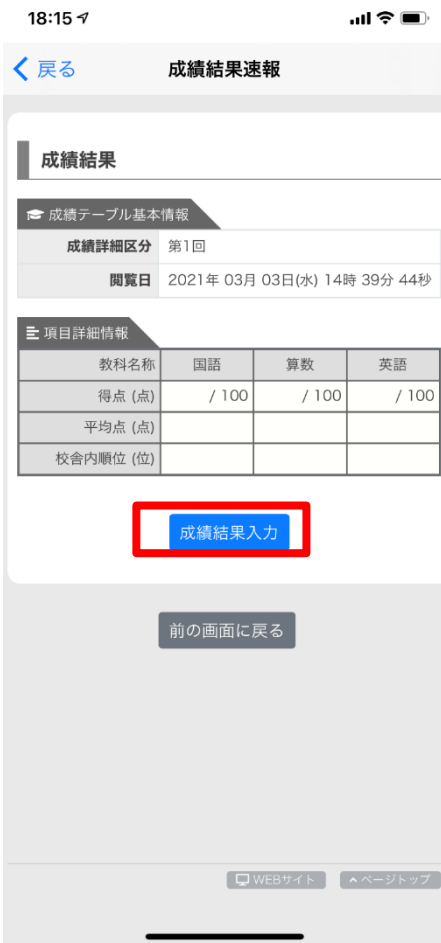 18:15
戻る 成績結果速報
成績結果
成績テーブル基本情報
成績詳細区分 第1回
閲覧日 2021年 03月 03日(水) 14時 39分 44秒
項目詳細情報
教科名称 国語 算数 英語
得点 (点) / 100 / 100 / 100
平均点 (点)
校舎内順位 (位)
成績結果入力
前の画面に戻る
WEBサイト ページトップ